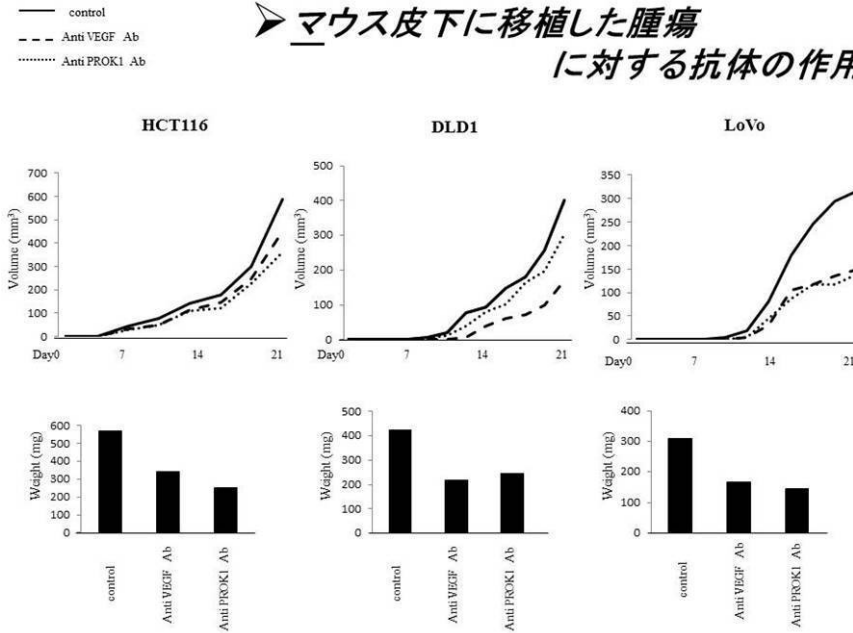 control
Anti VEGF Ab
Anti PROK1 Ab
➤マウス皮下に移植した腫瘍
に対する抗体の作用
HCT116
DLD1
LoVo
Volume (mm³)
700
600
500
400
300
200
100
0
Day0 7 14 21
Volume (mm³)
500
400
300
200
100
0
Day0 7 14 21
Volume (mm³)
350
300
250
200
150
100
50
0
Day0 7 14 21
Weight (mg)
600
500
400
300
200
100
0
control
Anti VEGF Ab
Anti PROK1 Ab
Weight (mg)
500
400
300
200
100
0
control
Anti VEGF Ab
Anti PROK1 Ab
Weight (mg)
400
300
200
100
0
control
Anti VEGF Ab
Anti PROK1 Ab